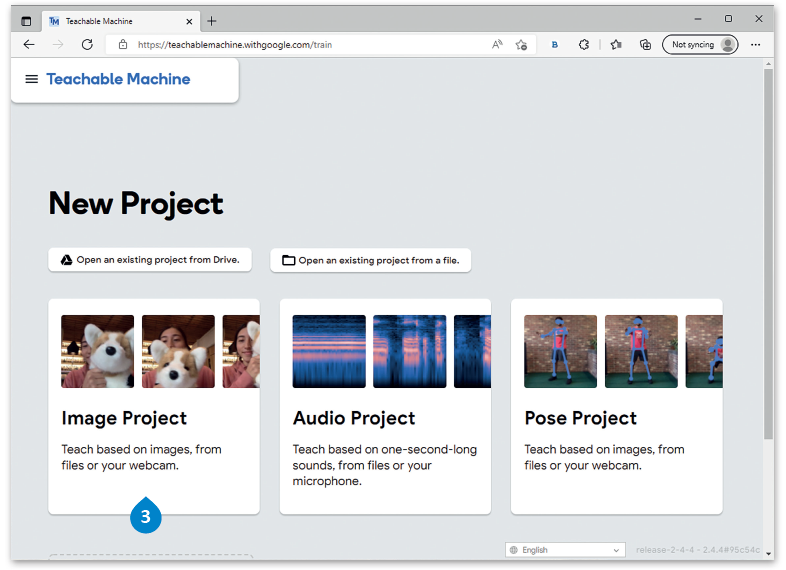 Teachable Machine
https://teachablemachine.withgoogle.com/train
B
Not syncing
Teachable Machine
New Project
Open an existing project from Drive.
Open an existing project from a file.
Image Project
Teach based on images, from
files or your webcam.
Audio Project
Teach based on one-second-long
sounds, from files or your
microphone.
Pose Project
Teach based on images, from
files or your webcam.
3
English
release-2-4-4 - 2.4.4#95c54c